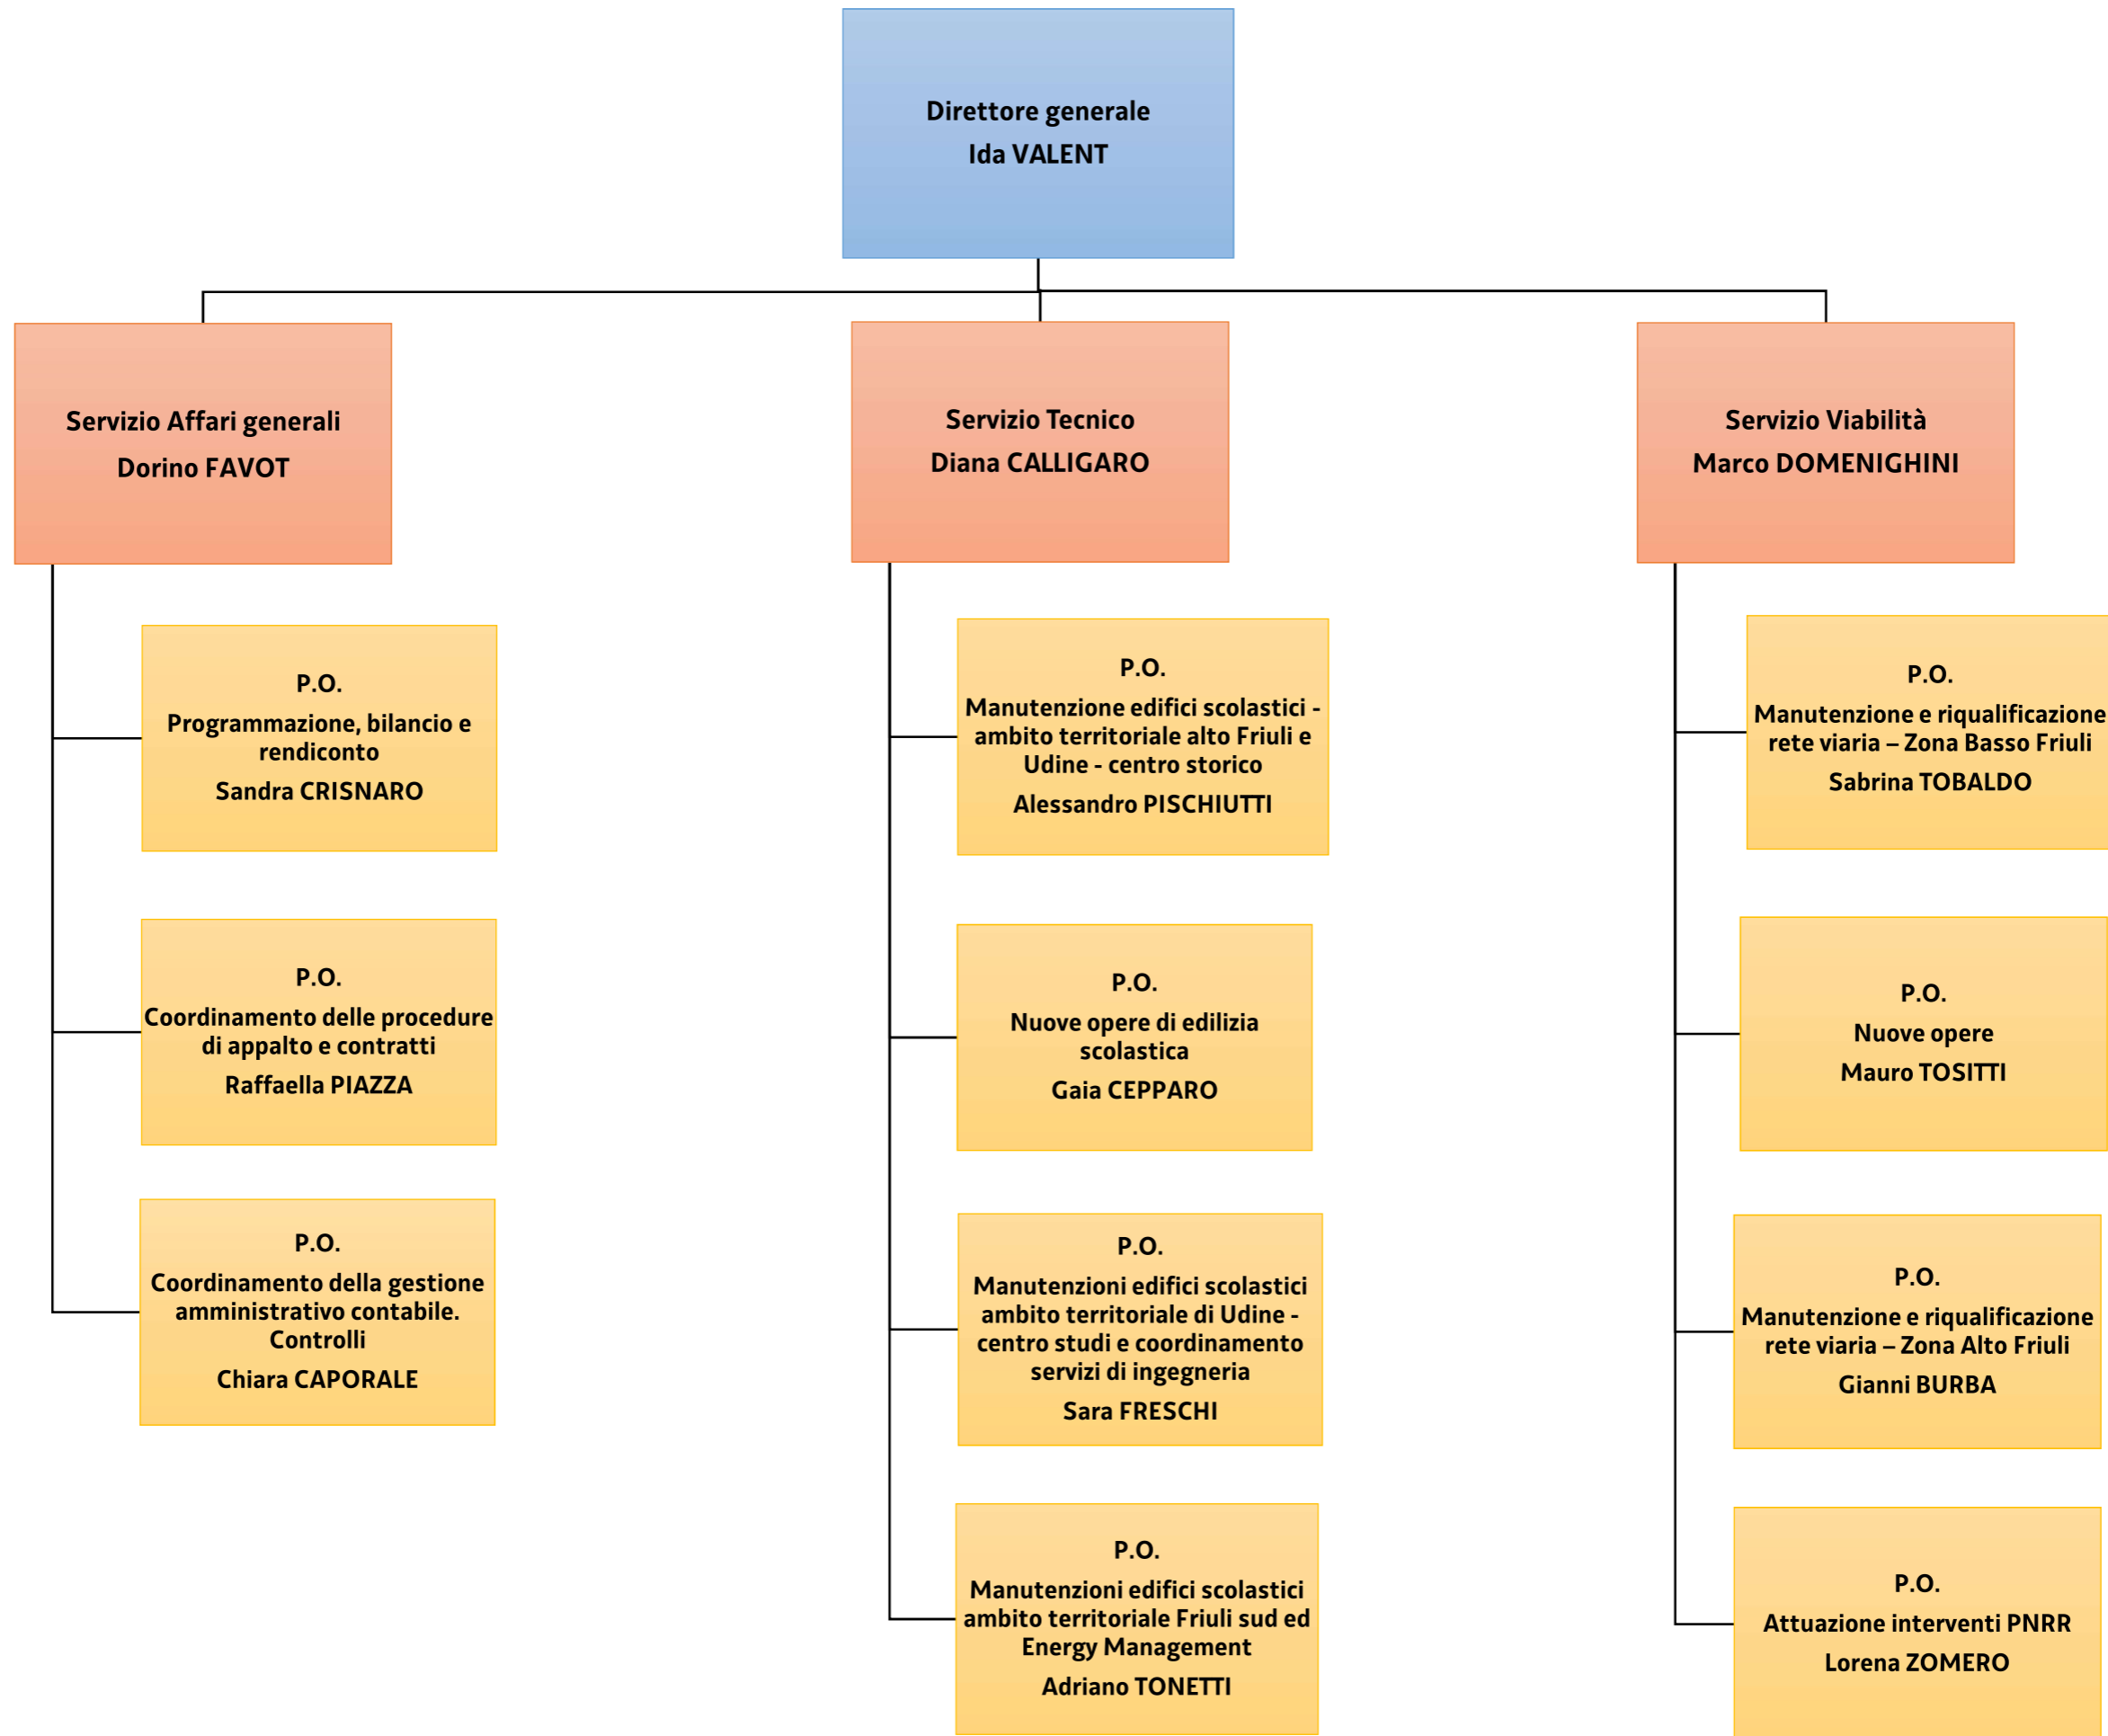 Direttore generale
Ida VALENT
Servizio Affari generali
Dorino FAVOT
Servizio Tecnico
Diana CALLIGARO
Servizio Viabilità
Marco DOMENIGHINI
P.O.
Programmazione, bilancio e
rendiconto
Sandra CRISNARO
P.O.
Coordinamento delle procedure
di appalto e contratti
Raffaella PIAZZA
P.O.
Coordinamento della gestione
amministrativo contabile.
Controlli
Chiara CAPORALE
P.O.
Manutenzione edifici scolastici -
ambito territoriale alto Friuli e
Udine - centro storico
Alessandro PISCHIUTTI
P.O.
Nuove opere di edilizia
scolastica
Gaia CEPPARO
P.O.
Manutenzioni edifici scolastici
ambito territoriale di Udine -
centro studi e coordinamento
servizi di ingegneria
Sara FRESCHI
P.O.
Manutenzioni edifici scolastici
ambito territoriale Friuli sud ed
Energy Management
Adriano TONETTI
P.O.
Manutenzione e riqualificazione
rete viaria – Zona Basso Friuli
Sabrina TOBALDO
P.O.
Nuove opere
Mauro TOSITTI
P.O.
Manutenzione e riqualificazione
rete viaria – Zona Alto Friuli
Gianni BURBA
P.O.
Attuazione interventi PNRR
Lorena ZOMERO